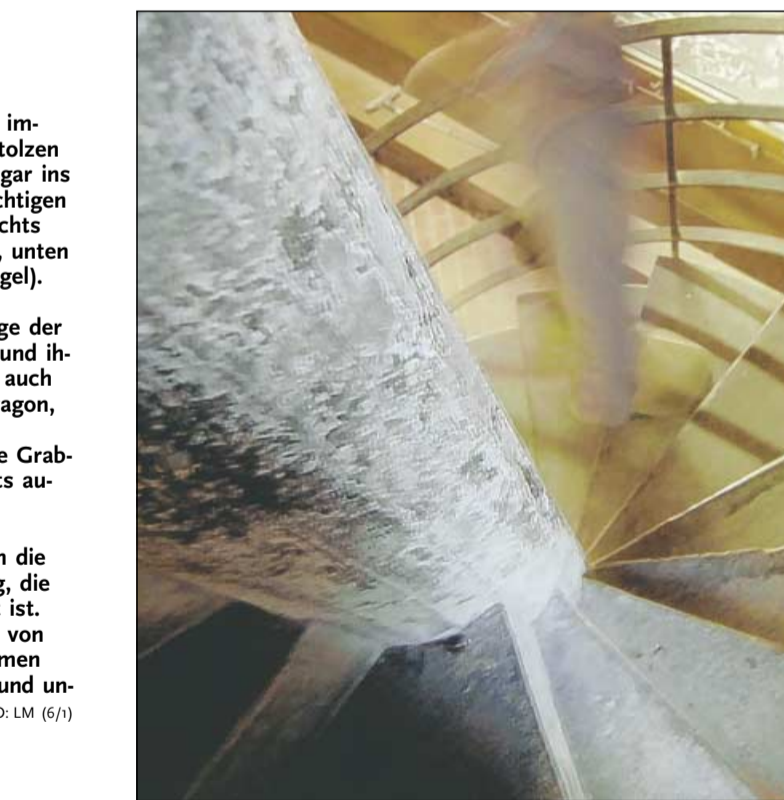 im-
tolzen
gar ins
chtigen
chts
, unten
gel).
ge der
und ih-
auch
agon,
e Grab-
ts au-
n die
g, die
ist.
von
men
und un-
O: LM (6/1)